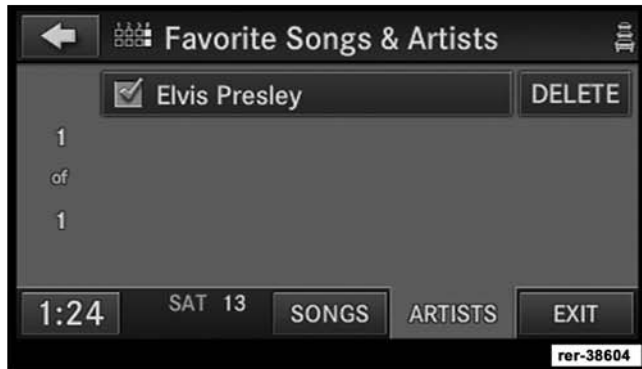 Favorite Songs & Artists
Elvis Presley
DELETE
1
of
1
1:24
SAT 13
SONGS
ARTISTS
EXIT
rer-38604